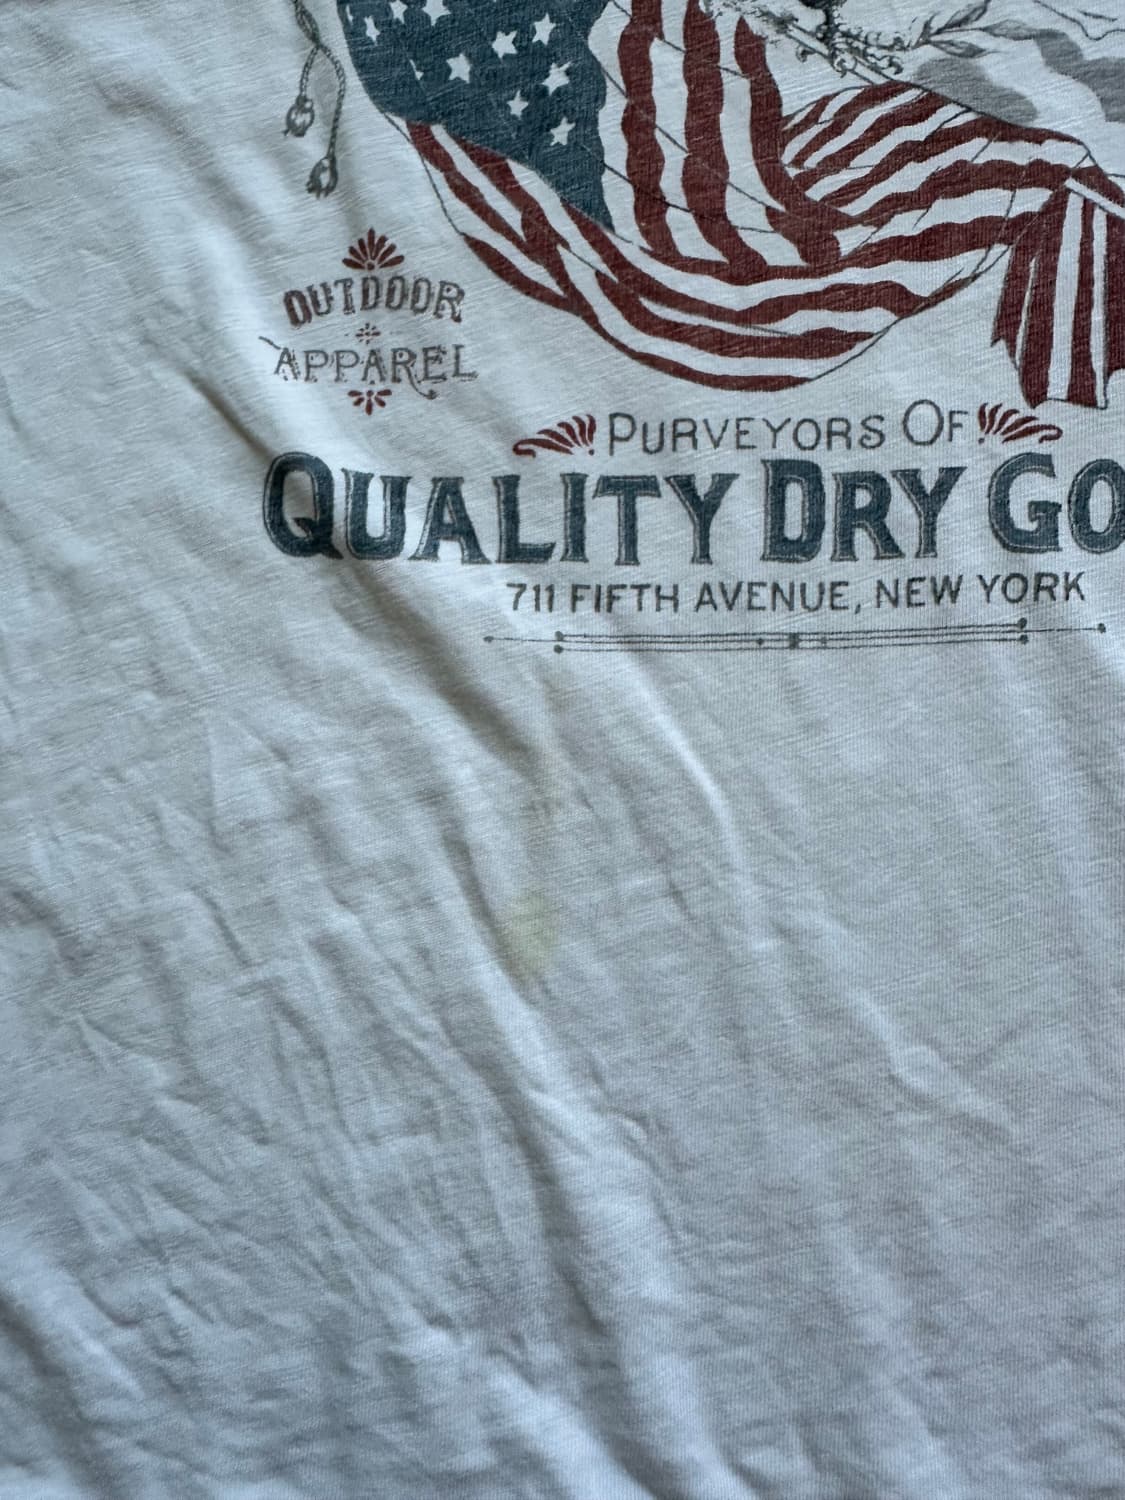 OUTDOOR
APPAREL
PURVEYORS OF
QUALITY DRY GO
711 FIFTH AVENUE, NEW YORK